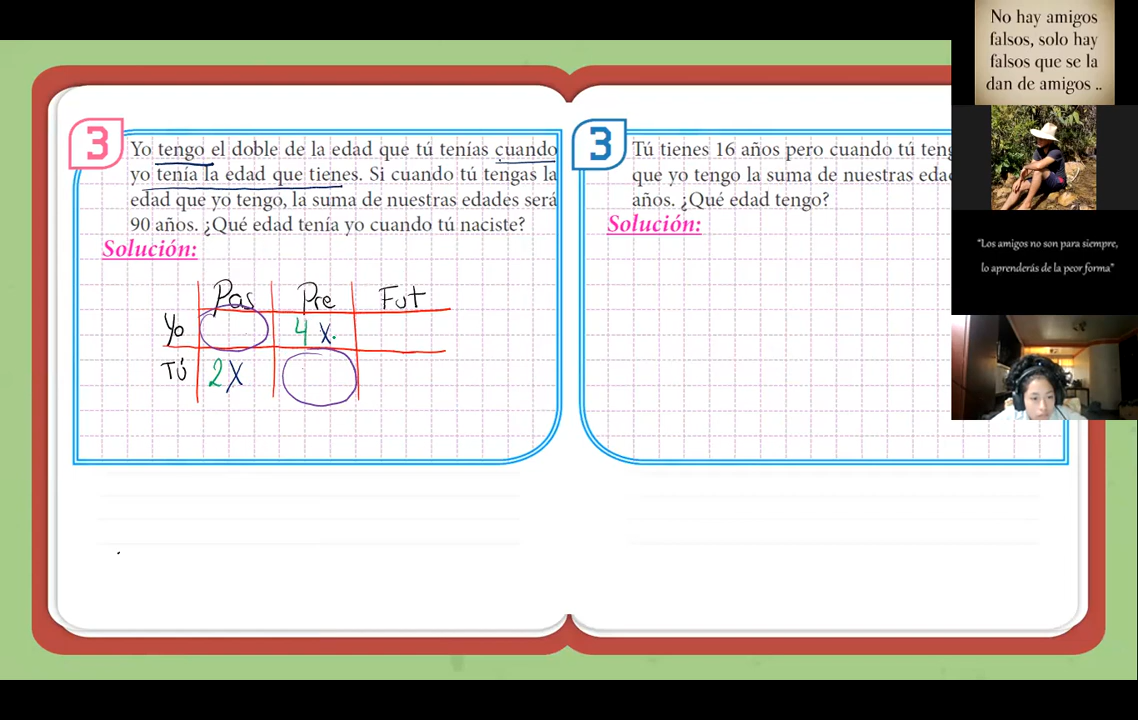 No hay amigos
falsos, solo hay
falsos que se la
dan de amigos ..
3
Yo tengo el doble de la edad que tú tenías cuando
yo tenía la edad que tienes. Si cuando tú tengas la
edad que yo tengo, la suma de nuestras edades será
90 años. ¿Qué edad tenía yo cuando tú naciste?
Solución:
Pas Pre Fut
Yo 4 x.
Tú 2x
3
Tú tienes 16 años pero cuando tú teng
que yo tengo la suma de nuestras eda
años. ¿Qué edad tengo?
Solución:
"Los amigos no son para siempre,
lo aprenderás de la peor forma"